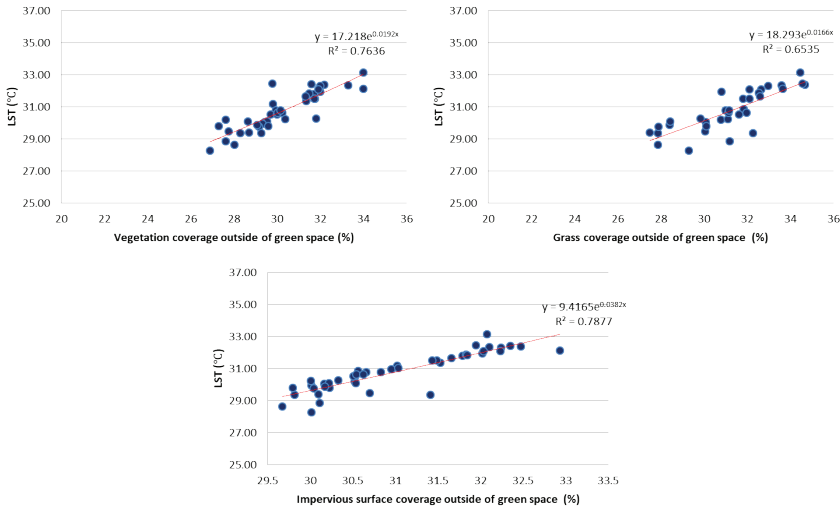 37.00
35.00
33.00
31.00
29.00
27.00
25.00
LST (°C)
y = 17.218e^0.0192x
R² = 0.7636
20 22 24 26 28 30 32 34 36
Vegetation coverage outside of green space (%)
37.00
35.00
33.00
31.00
29.00
27.00
25.00
LST (°C)
y = 18.293e^0.0166x
R² = 0.6535
20 22 24 26 28 30 32 34 36
Grass coverage outside of green space (%)
37.00
35.00
33.00
31.00
29.00
27.00
25.00
LST (°C)
y = 9.4165e^0.0382x
R² = 0.7877
29.5 30 30.5 31 31.5 32 32.5 33 33.5
Impervious surface coverage outside of green space (%)